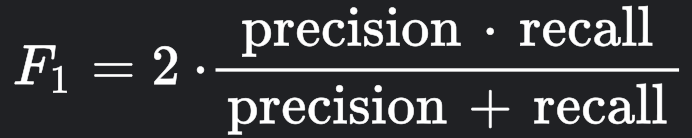 F₁ = 2 · (precision · recall) / (precision + recall)